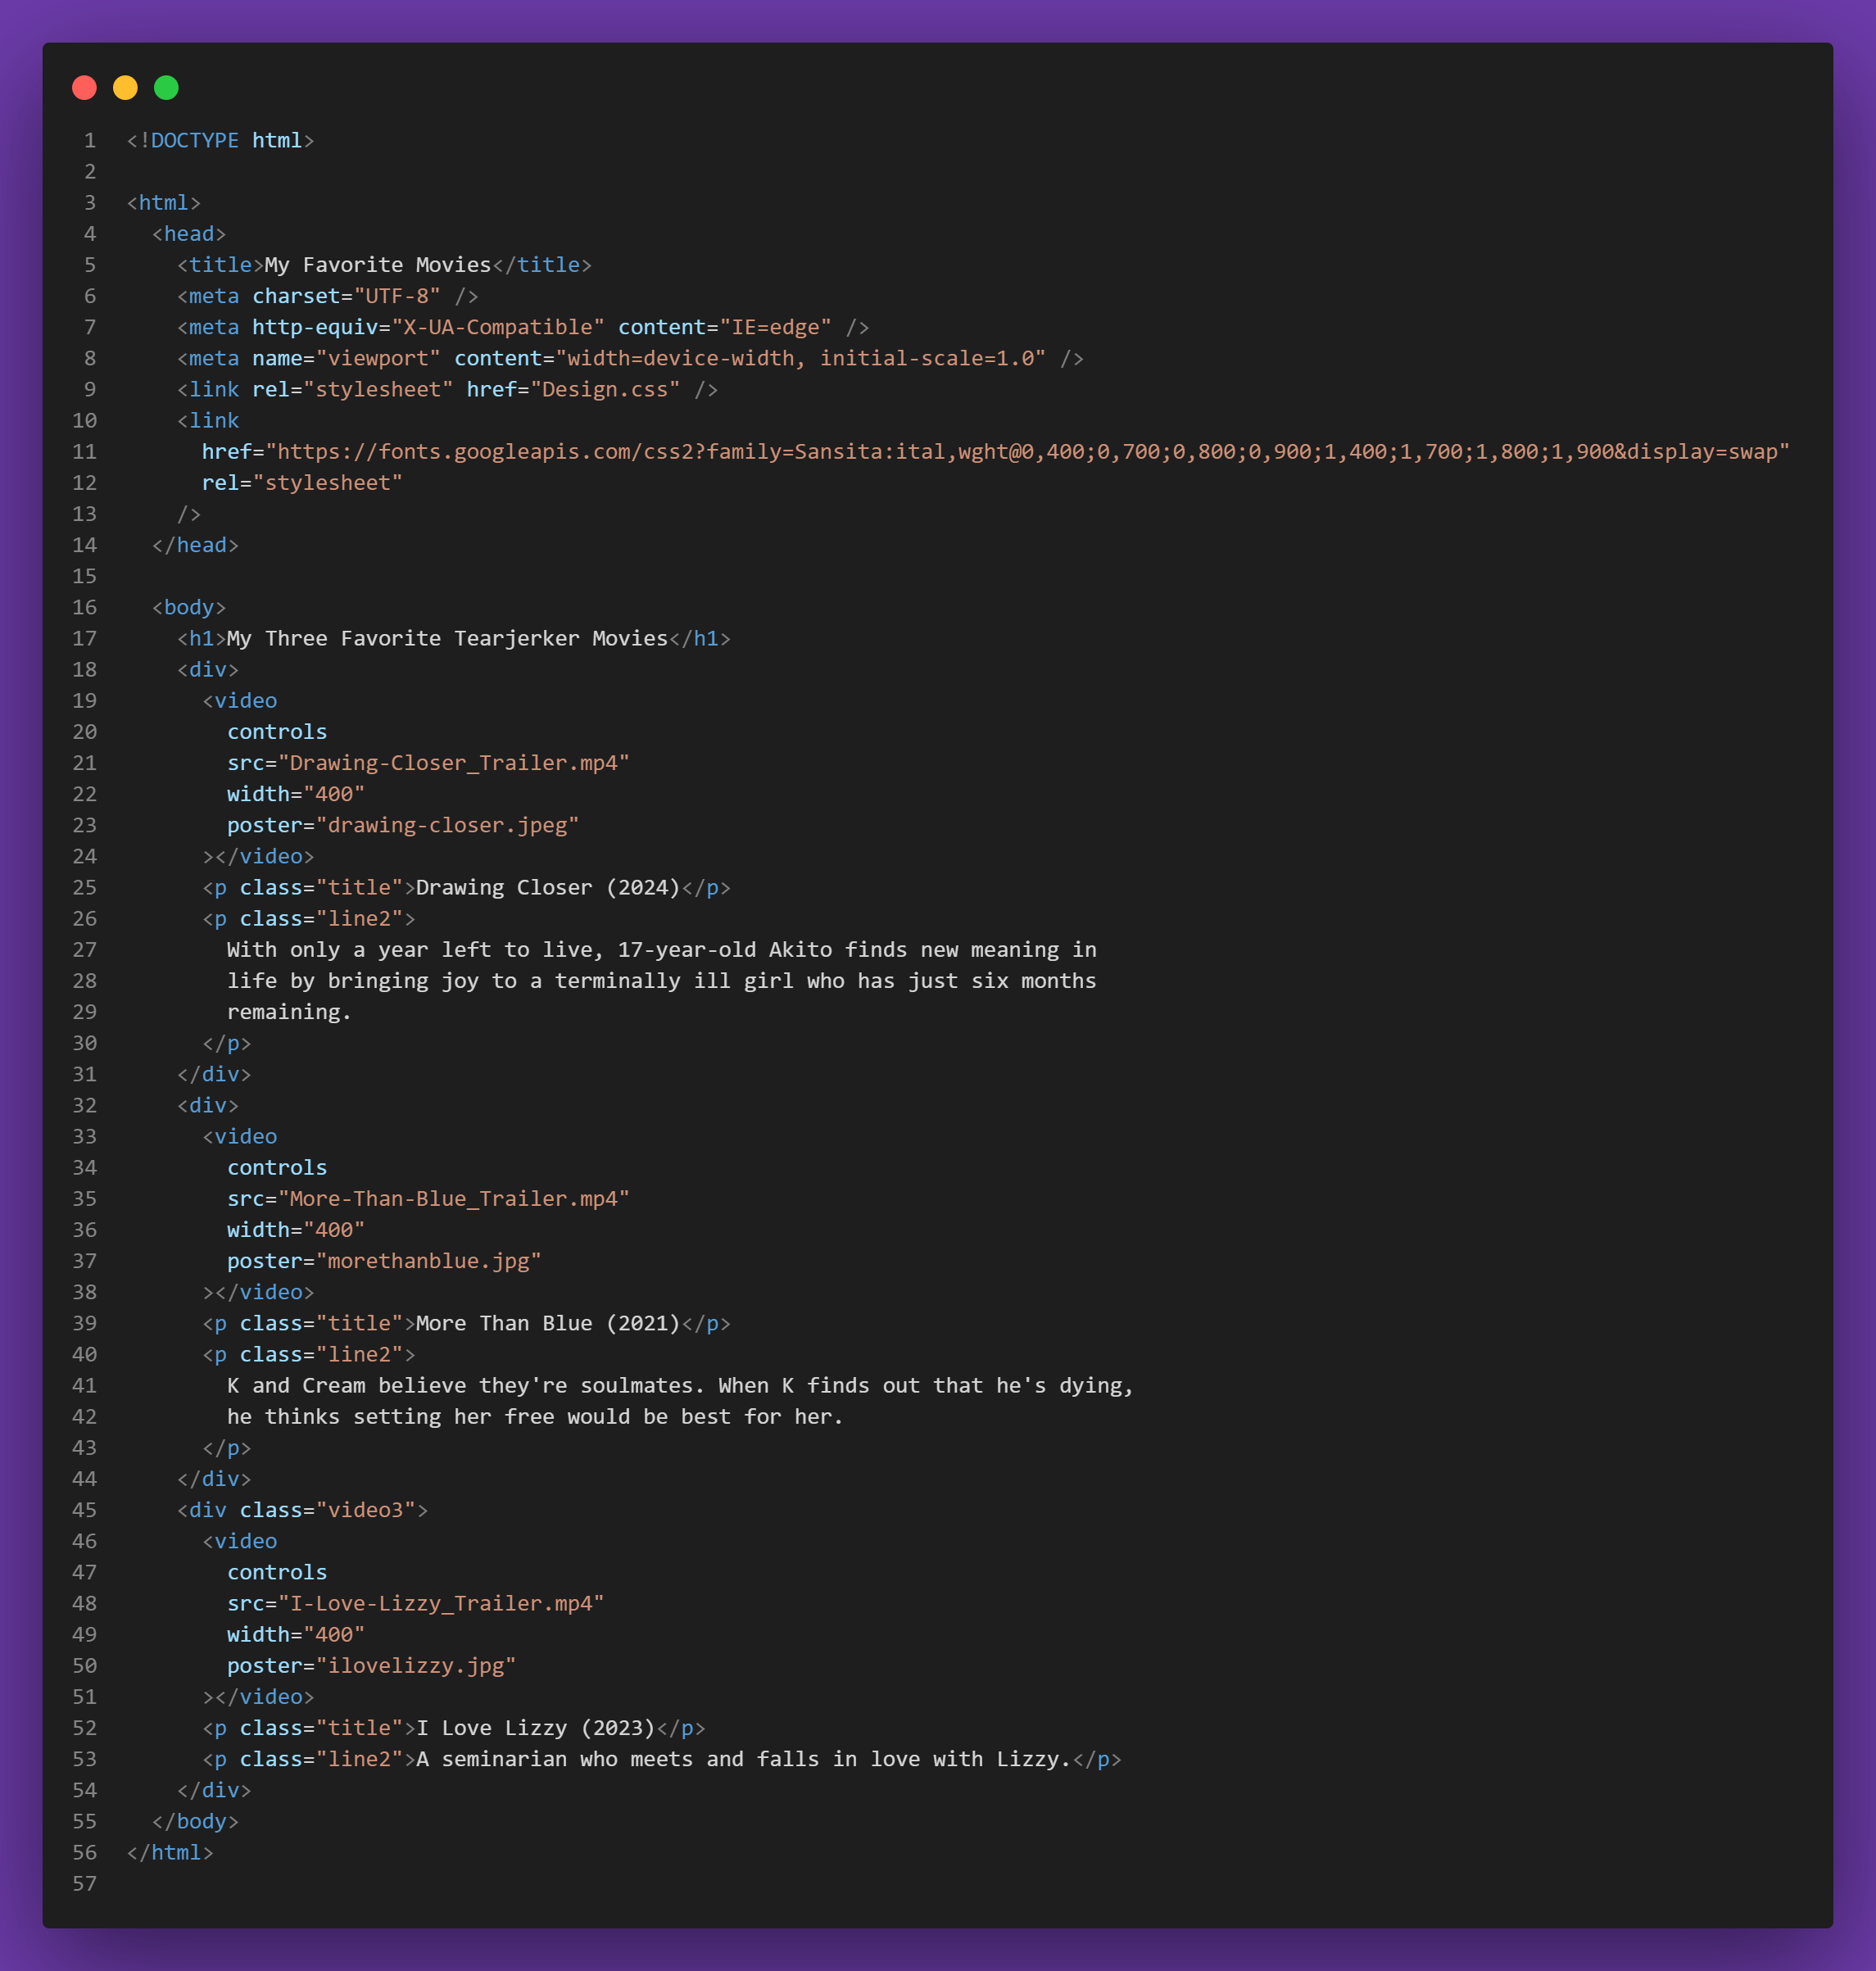 1 <!DOCTYPE html>
2
3 <html>
4   <head>
5     <title>My Favorite Movies</title>
6     <meta charset="UTF-8" />
7     <meta http-equiv="X-UA-Compatible" content="IE=edge" />
8     <meta name="viewport" content="width=device-width, initial-scale=1.0" />
9     <link rel="stylesheet" href="Design.css" />
10     <link
11       href="https://fonts.googleapis.com/css2?family=Sansita:ital,wght@0,400;0,700;0,800;0,900;1,400;1,700;1,800;1,900&display=swap"
12       rel="stylesheet"
13     />
14   </head>
15
16   <body>
17     <h1>My Three Favorite Tearjerker Movies</h1>
18     <div>
19       <video
20         controls
21         src="Drawing-Closer_Trailer.mp4"
22         width="400"
23         poster="drawing-closer.jpeg"
24       ></video>
25       <p class="title">Drawing Closer (2024)</p>
26       <p class="line2">
27         With only a year left to live, 17-year-old Akito finds new meaning in
28         life by bringing joy to a terminally ill girl who has just six months
29         remaining.
30       </p>
31     </div>
32     <div>
33       <video
34         controls
35         src="More-Than-Blue_Trailer.mp4"
36         width="400"
37         poster="morethanblue.jpg"
38       ></video>
39       <p class="title">More Than Blue (2021)</p>
40       <p class="line2">
41         K and Cream believe they're soulmates. When K finds out that he's dying,
42         he thinks setting her free would be best for her.
43       </p>
44     </div>
45     <div class="video3">
46       <video
47         controls
48         src="I-Love-Lizzy_Trailer.mp4"
49         width="400"
50         poster="ilovelizzy.jpg"
51       ></video>
52       <p class="title">I Love Lizzy (2023)</p>
53       <p class="line2">A seminarian who meets and falls in love with Lizzy.</p>
54     </div>
55   </body>
56 </html>
57